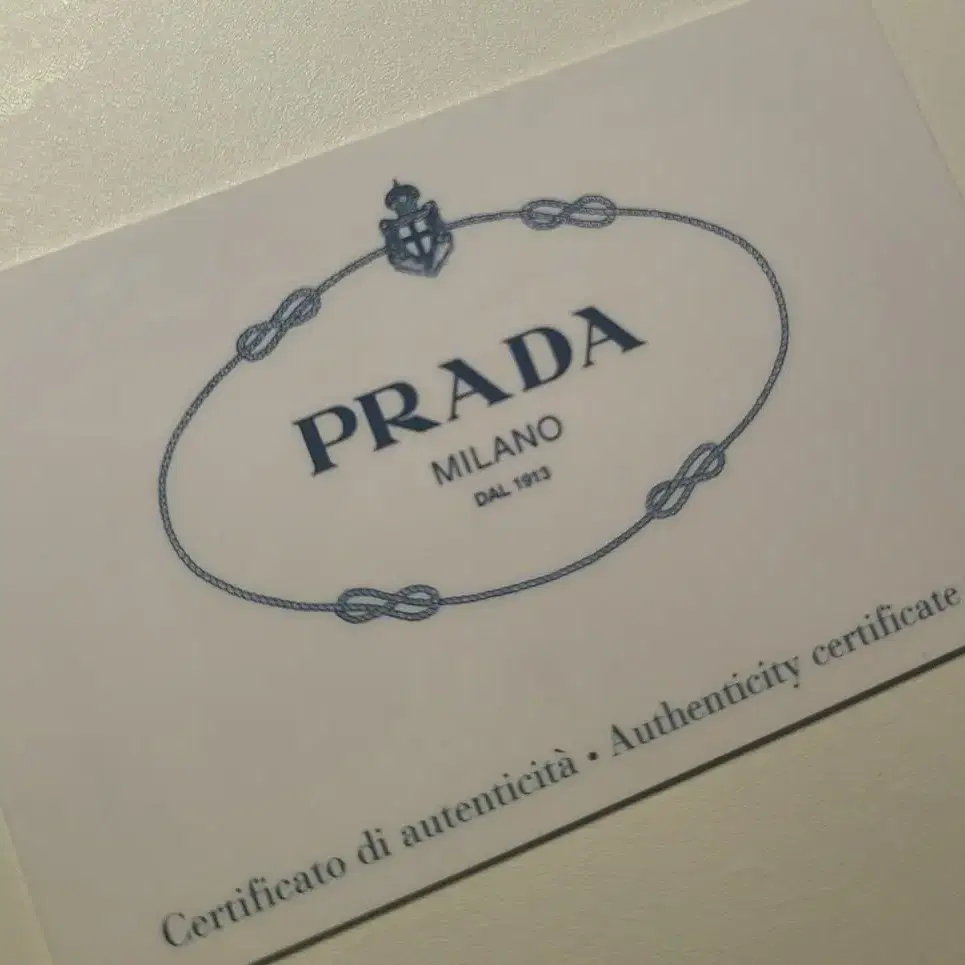 PRADA
MILANO
DAL 1913
Certificato di autenticità • Authenticity certificate